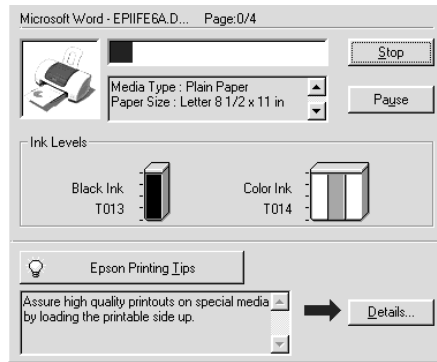 Microsoft Word - EPIIFE6A.D... Page:0/4
Stop
Media Type : Plain Paper
Paper Size : Letter 8 1/2 x 11 in
Pause
Ink Levels
Black Ink
T013
Color Ink
T014
Epson Printing Tips
Assure high quality printouts on special media
by loading the printable side up.
Details...